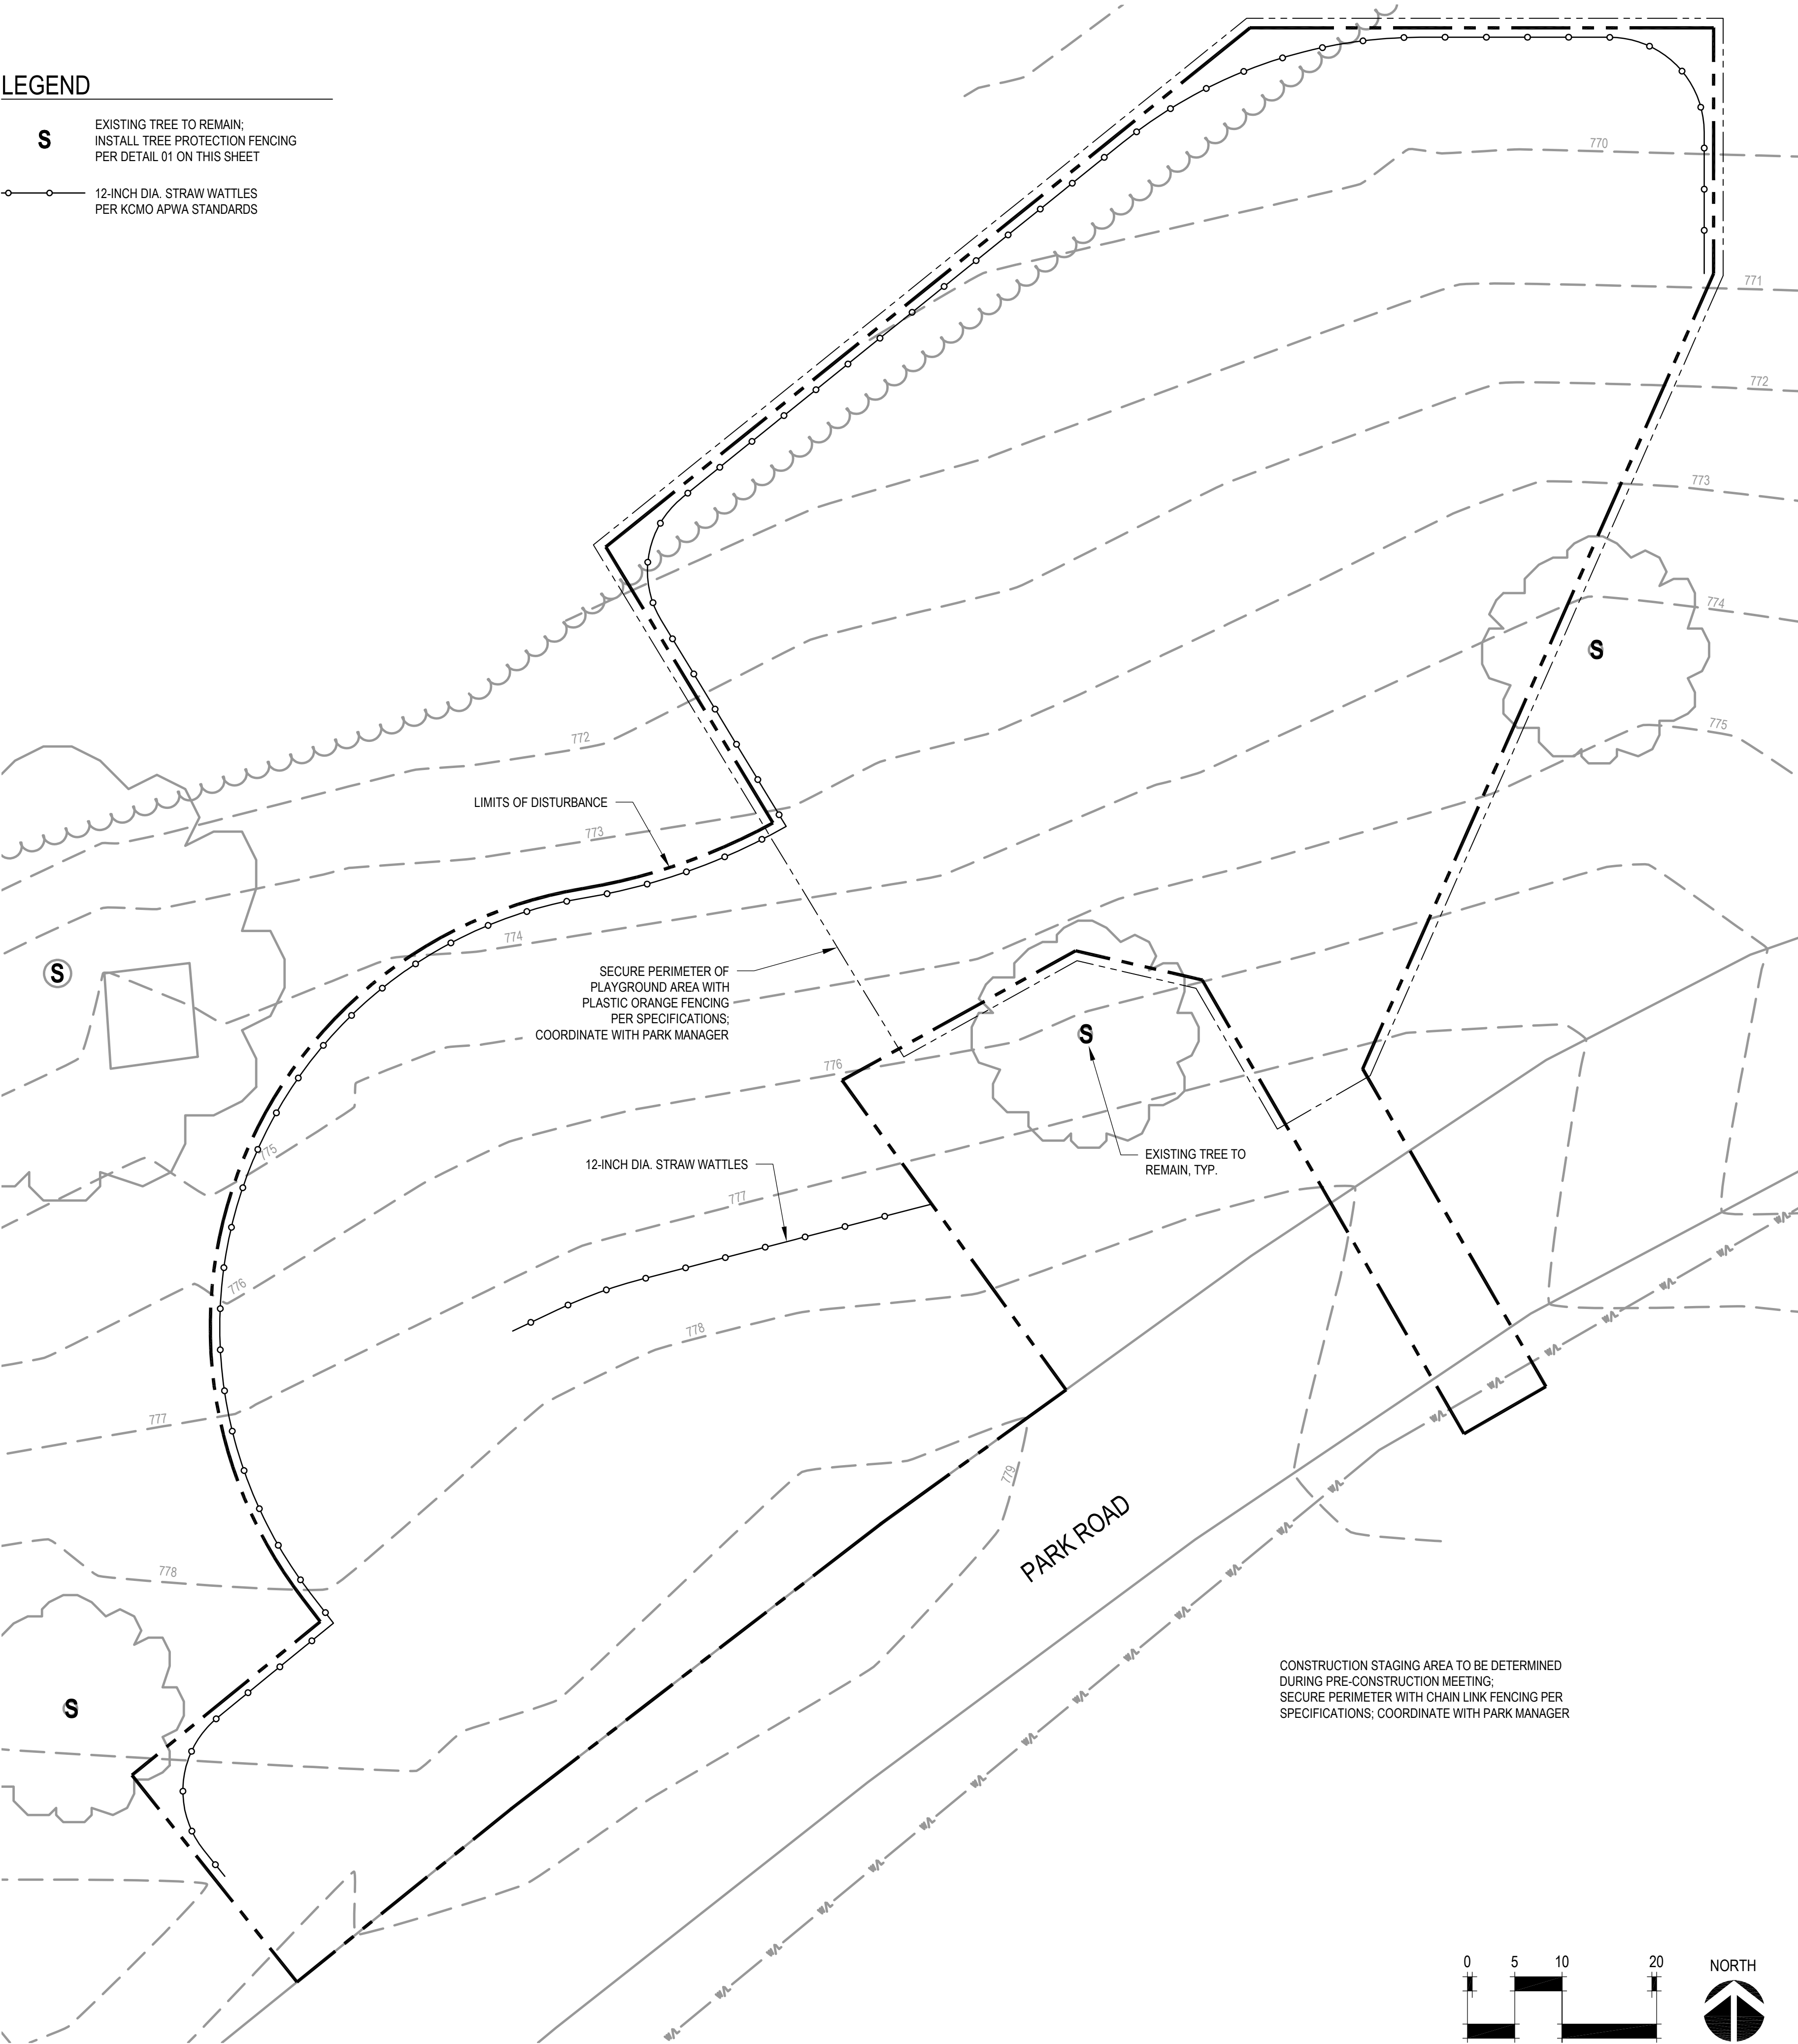 LEGEND
S
EXISTING TREE TO REMAIN;
INSTALL TREE PROTECTION FENCING
PER DETAIL 01 ON THIS SHEET
12-INCH DIA. STRAW WATTLES
PER KCMO APWA STANDARDS
770
771
772
773
774
S
775
772
LIMITS OF DISTURBANCE
773
774
S
SECURE PERIMETER OF
PLAYGROUND AREA WITH
PLASTIC ORANGE FENCING
PER SPECIFICATIONS;
COORDINATE WITH PARK MANAGER
S
776
775
12-INCH DIA. STRAW WATTLES
EXISTING TREE TO
REMAIN, TYP.
777
776
778
777
779
PARK ROAD
778
S
CONSTRUCTION STAGING AREA TO BE DETERMINED
DURING PRE-CONSTRUCTION MEETING;
SECURE PERIMETER WITH CHAIN LINK FENCING PER
SPECIFICATIONS; COORDINATE WITH PARK MANAGER
0 5 10 20
NORTH